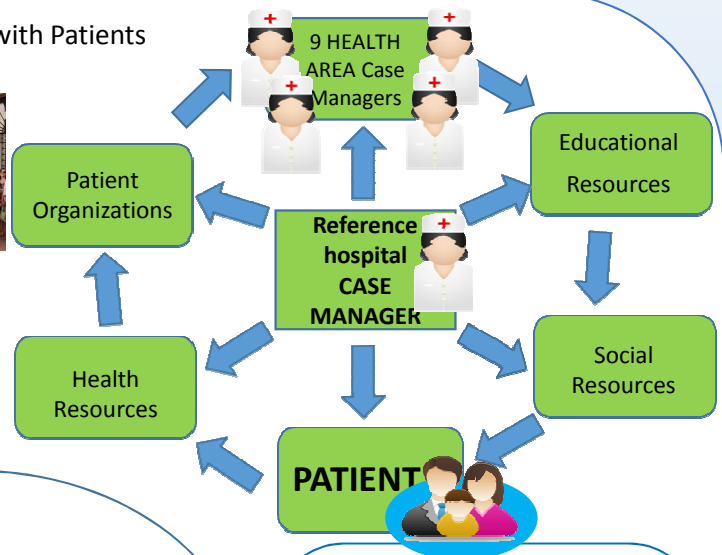 with Patients
9 HEALTH
AREA Case
Managers
Educational
Resources
Patient
Organizations
Reference
hospital
CASE
MANAGER
Social
Resources
Health
Resources
PATIENT